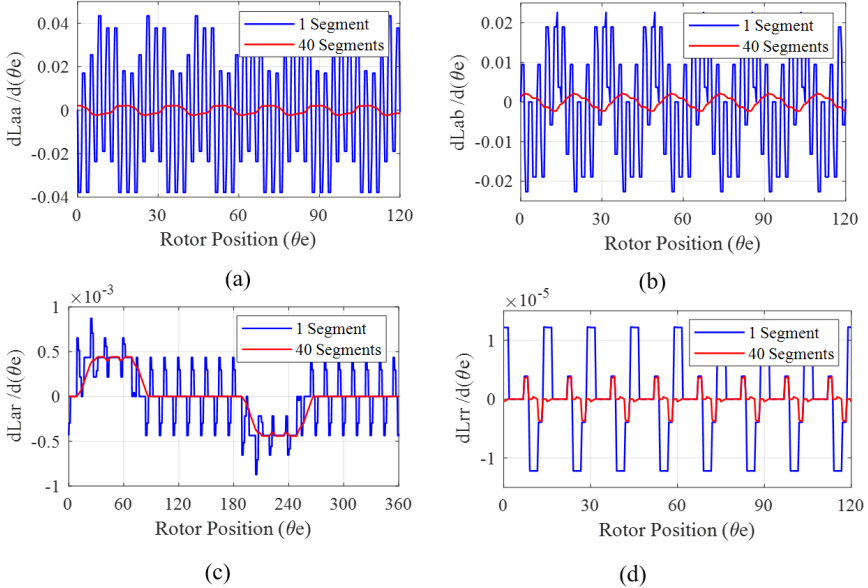 0.04
0.02
0
-0.02
-0.04
dLaa /d(θe)
1 Segment
40 Segments
0 30 60 90 120
Rotor Position (θe)
(a)
0.02
0.01
0
-0.01
-0.02
dLab /d(θe)
1 Segment
40 Segments
0 30 60 90 120
Rotor Position (θe)
(b)
×10⁻³
1
0.5
0
-0.5
-1
dLar /d(θe)
1 Segment
40 Segments
0 60 120 180 240 300 360
Rotor Position (θe)
(c)
×10⁻⁵
1
0
-1
dLrr /d(θe)
1 Segment
40 Segments
0 30 60 90 120
Rotor Position (θe)
(d)